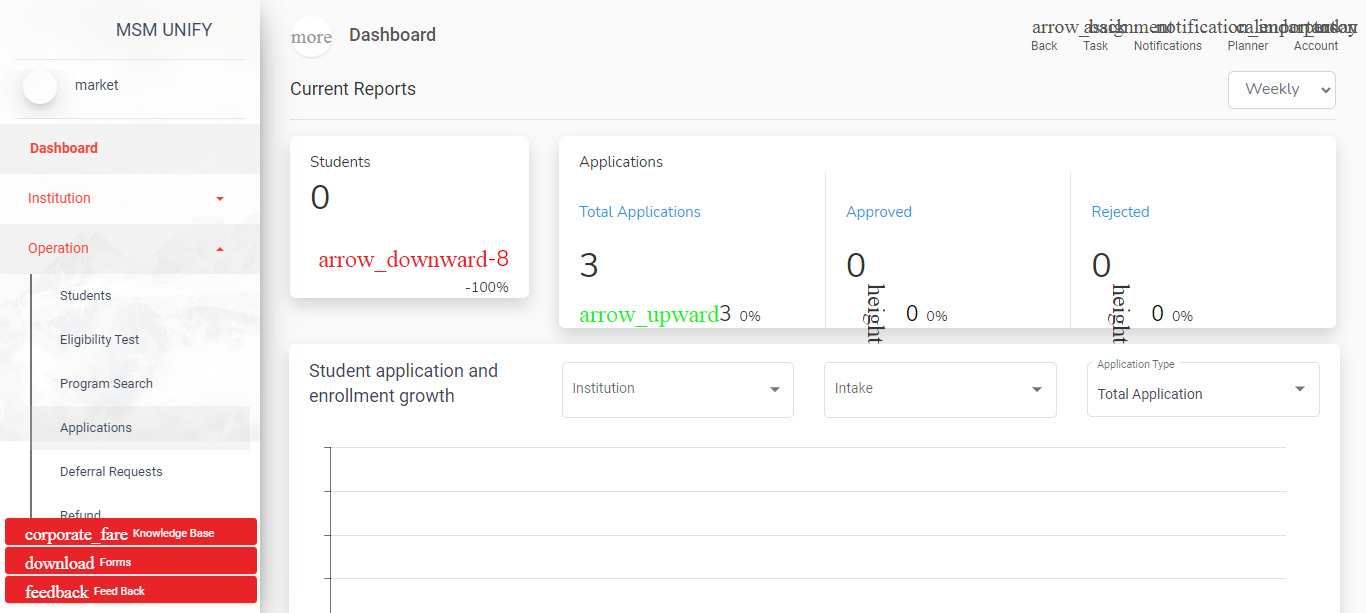 MSM UNIFY
market
Dashboard
Institution
Operation
Students
Eligibility Test
Program Search
Applications
Deferral Requests
Refund
corporate_fare Knowledge Base
download Forms
feedback Feed Back
more Dashboard
arrow_back Back
assignment Task
notification_important Notifications
calendar_today Planner
Account
Current Reports
Weekly
Students
0
arrow_downward-8
-100%
Applications
Total Applications
3
arrow_upward3 0%
Approved
0
height 0 0%
Rejected
0
height 0 0%
Student application and
enrollment growth
Institution
Intake
Application Type
Total Application